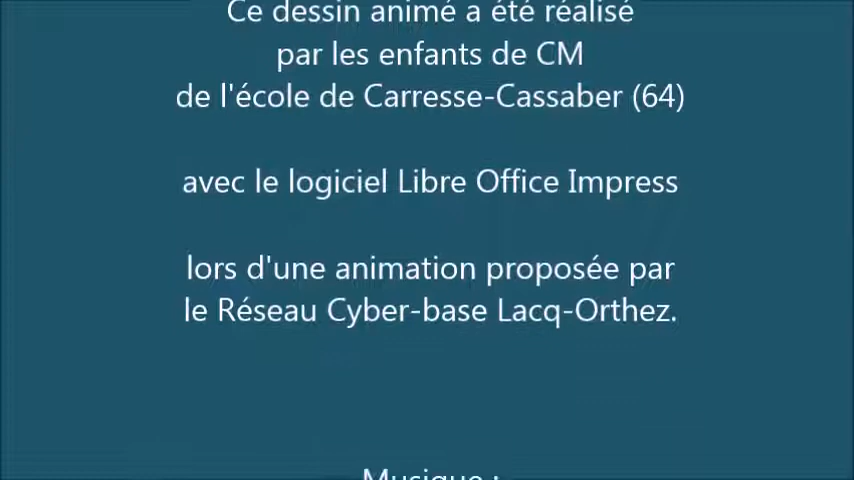 Ce dessin animé a été réalisé
par les enfants de CM
de l'école de Carresse-Cassaber (64)
avec le logiciel Libre Office Impress
lors d'une animation proposée par
le Réseau Cyber-base Lacq-Orthez.
Musique :